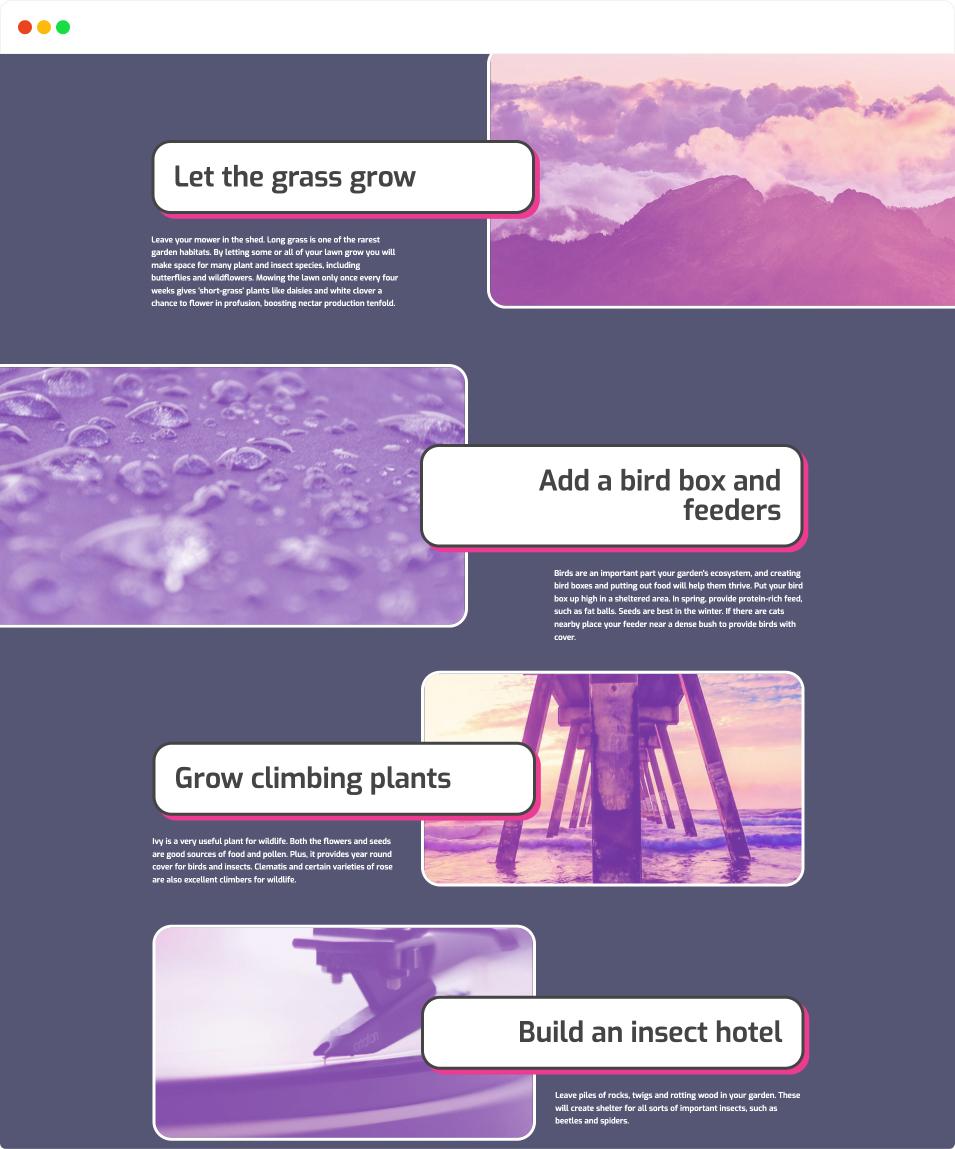 Let the grass grow
Leave your mower in the shed. Long grass is one of the rarest
garden habitats. By letting some or all of your lawn grow you will
make space for many plant and insect species, including
butterflies and wildflowers. Mowing the lawn only once every four
weeks gives ‘short-grass’ plants like daisies and white clover a
chance to flower in profusion, boosting nectar production tenfold.
Add a bird box and
feeders
Birds are an important part your garden’s ecosystem, and creating
bird boxes and putting out food will help them thrive. Put your bird
box up high in a sheltered area. In spring, provide protein-rich feed,
such as fat balls. Seeds are best in the winter. If there are cats
nearby place your feeder near a dense bush to provide birds with
cover.
Grow climbing plants
Ivy is a very useful plant for wildlife. Both the flowers and seeds
are good sources of food and pollen. Plus, it provides year round
cover for birds and insects. Clematis and certain varieties of rose
are also excellent climbers for wildlife.
ortofon
Build an insect hotel
Leave piles of rocks, twigs and rotting wood in your garden. These
will create shelter for all sorts of important insects, such as
beetles and spiders.